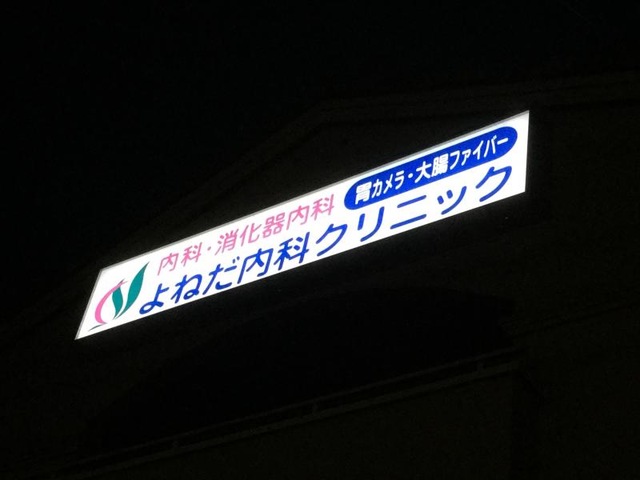 内科・消化器内科 胃カメラ・大腸ファイバー
よねだ内科クリニック